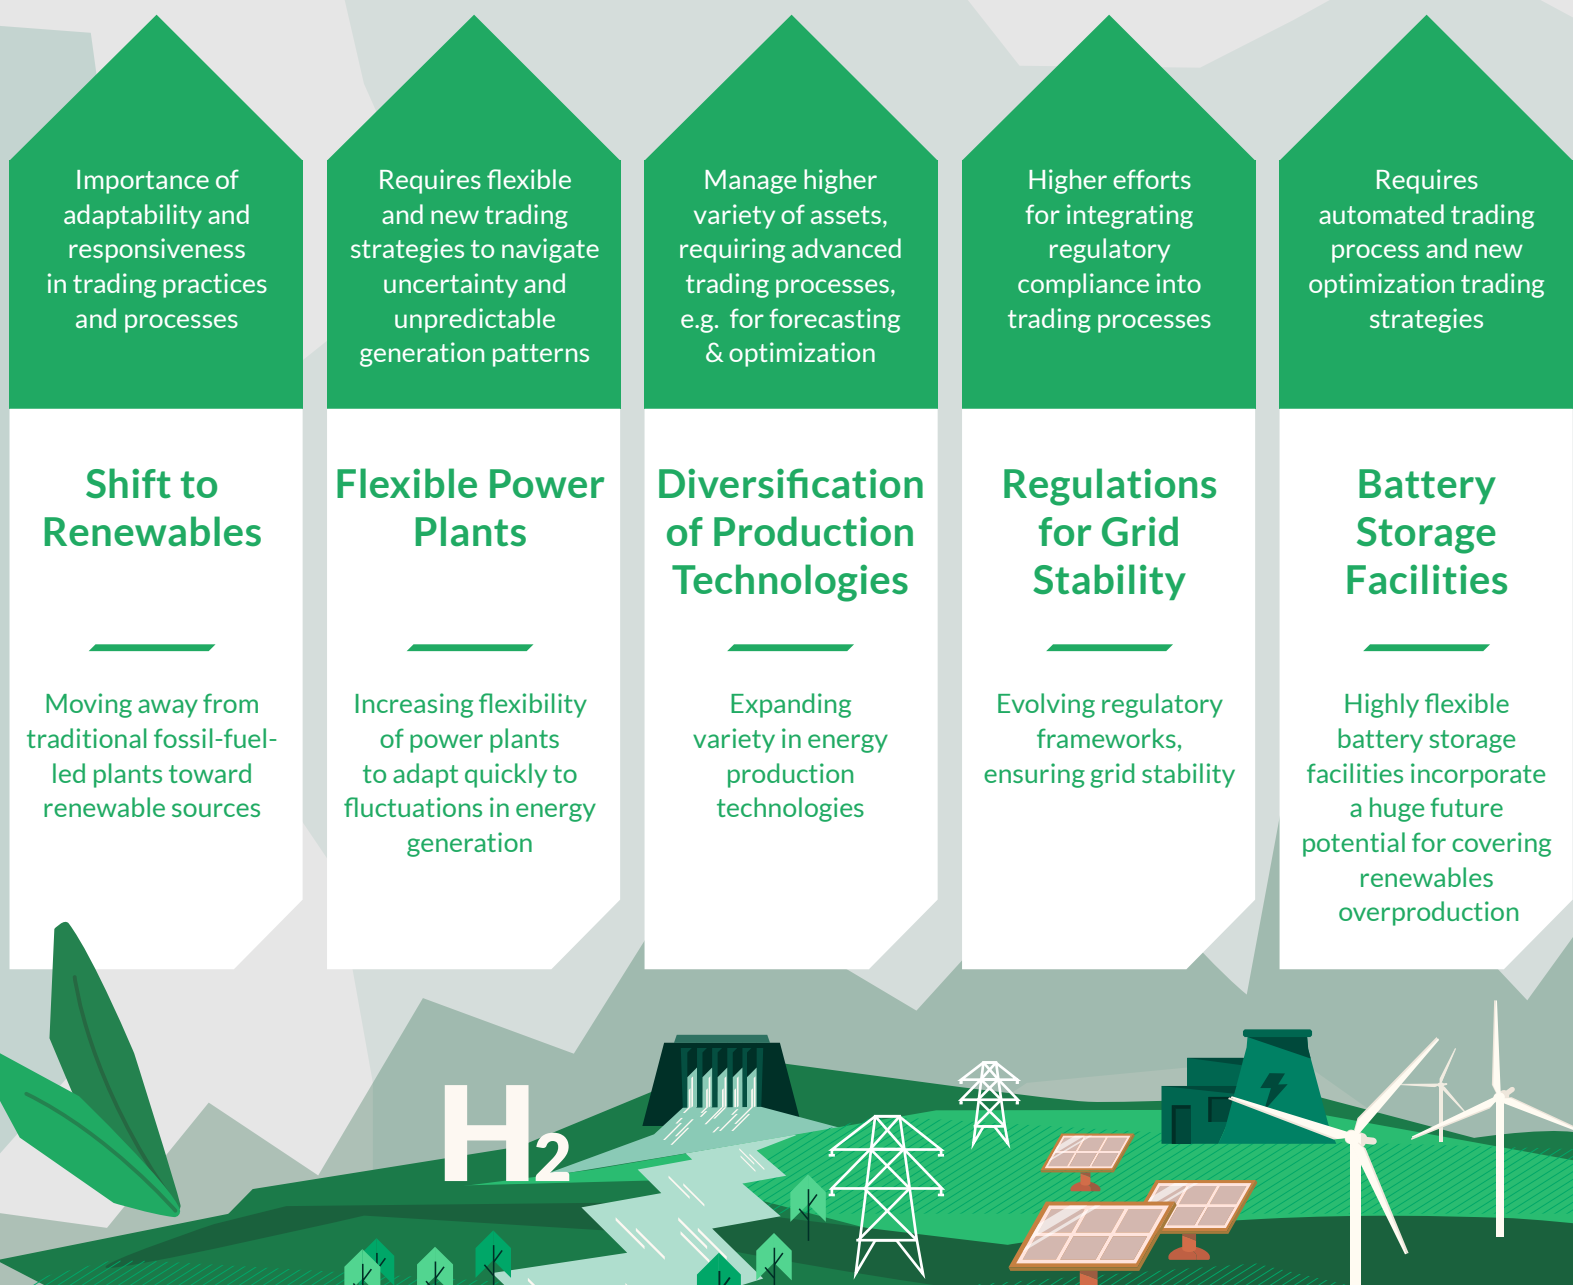 Importance of
adaptability and
responsiveness
in trading practices
and processes
Shift to
Renewables
Moving away from
traditional fossil-fuel-
led plants toward
renewable sources
Requires flexible
and new trading
strategies to navigate
uncertainty and
unpredictable
generation patterns
Flexible Power
Plants
Increasing flexibility
of power plants
to adapt quickly to
fluctuations in energy
generation
Manage higher
variety of assets,
requiring advanced
trading processes,
e.g. for forecasting
& optimization
Diversification
of Production
Technologies
Expanding
variety in energy
production
technologies
Higher efforts
for integrating
regulatory
compliance into
trading processes
Regulations
for Grid
Stability
Evolving regulatory
frameworks,
ensuring grid stability
Requires
automated trading
process and new
optimization trading
strategies
Battery
Storage
Facilities
Highly flexible
battery storage
facilities incorporate
a huge future
potential for covering
renewables
overproduction
H2